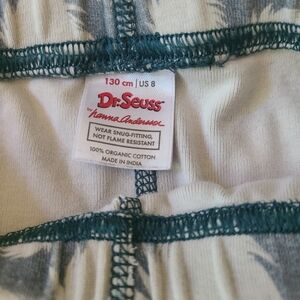 130 cm | US 8
Dr. Seuss
by hanna Andersson
WEAR SNUG-FITTING,
NOT FLAME RESISTANT
100% ORGANIC COTTON
MADE IN INDIA